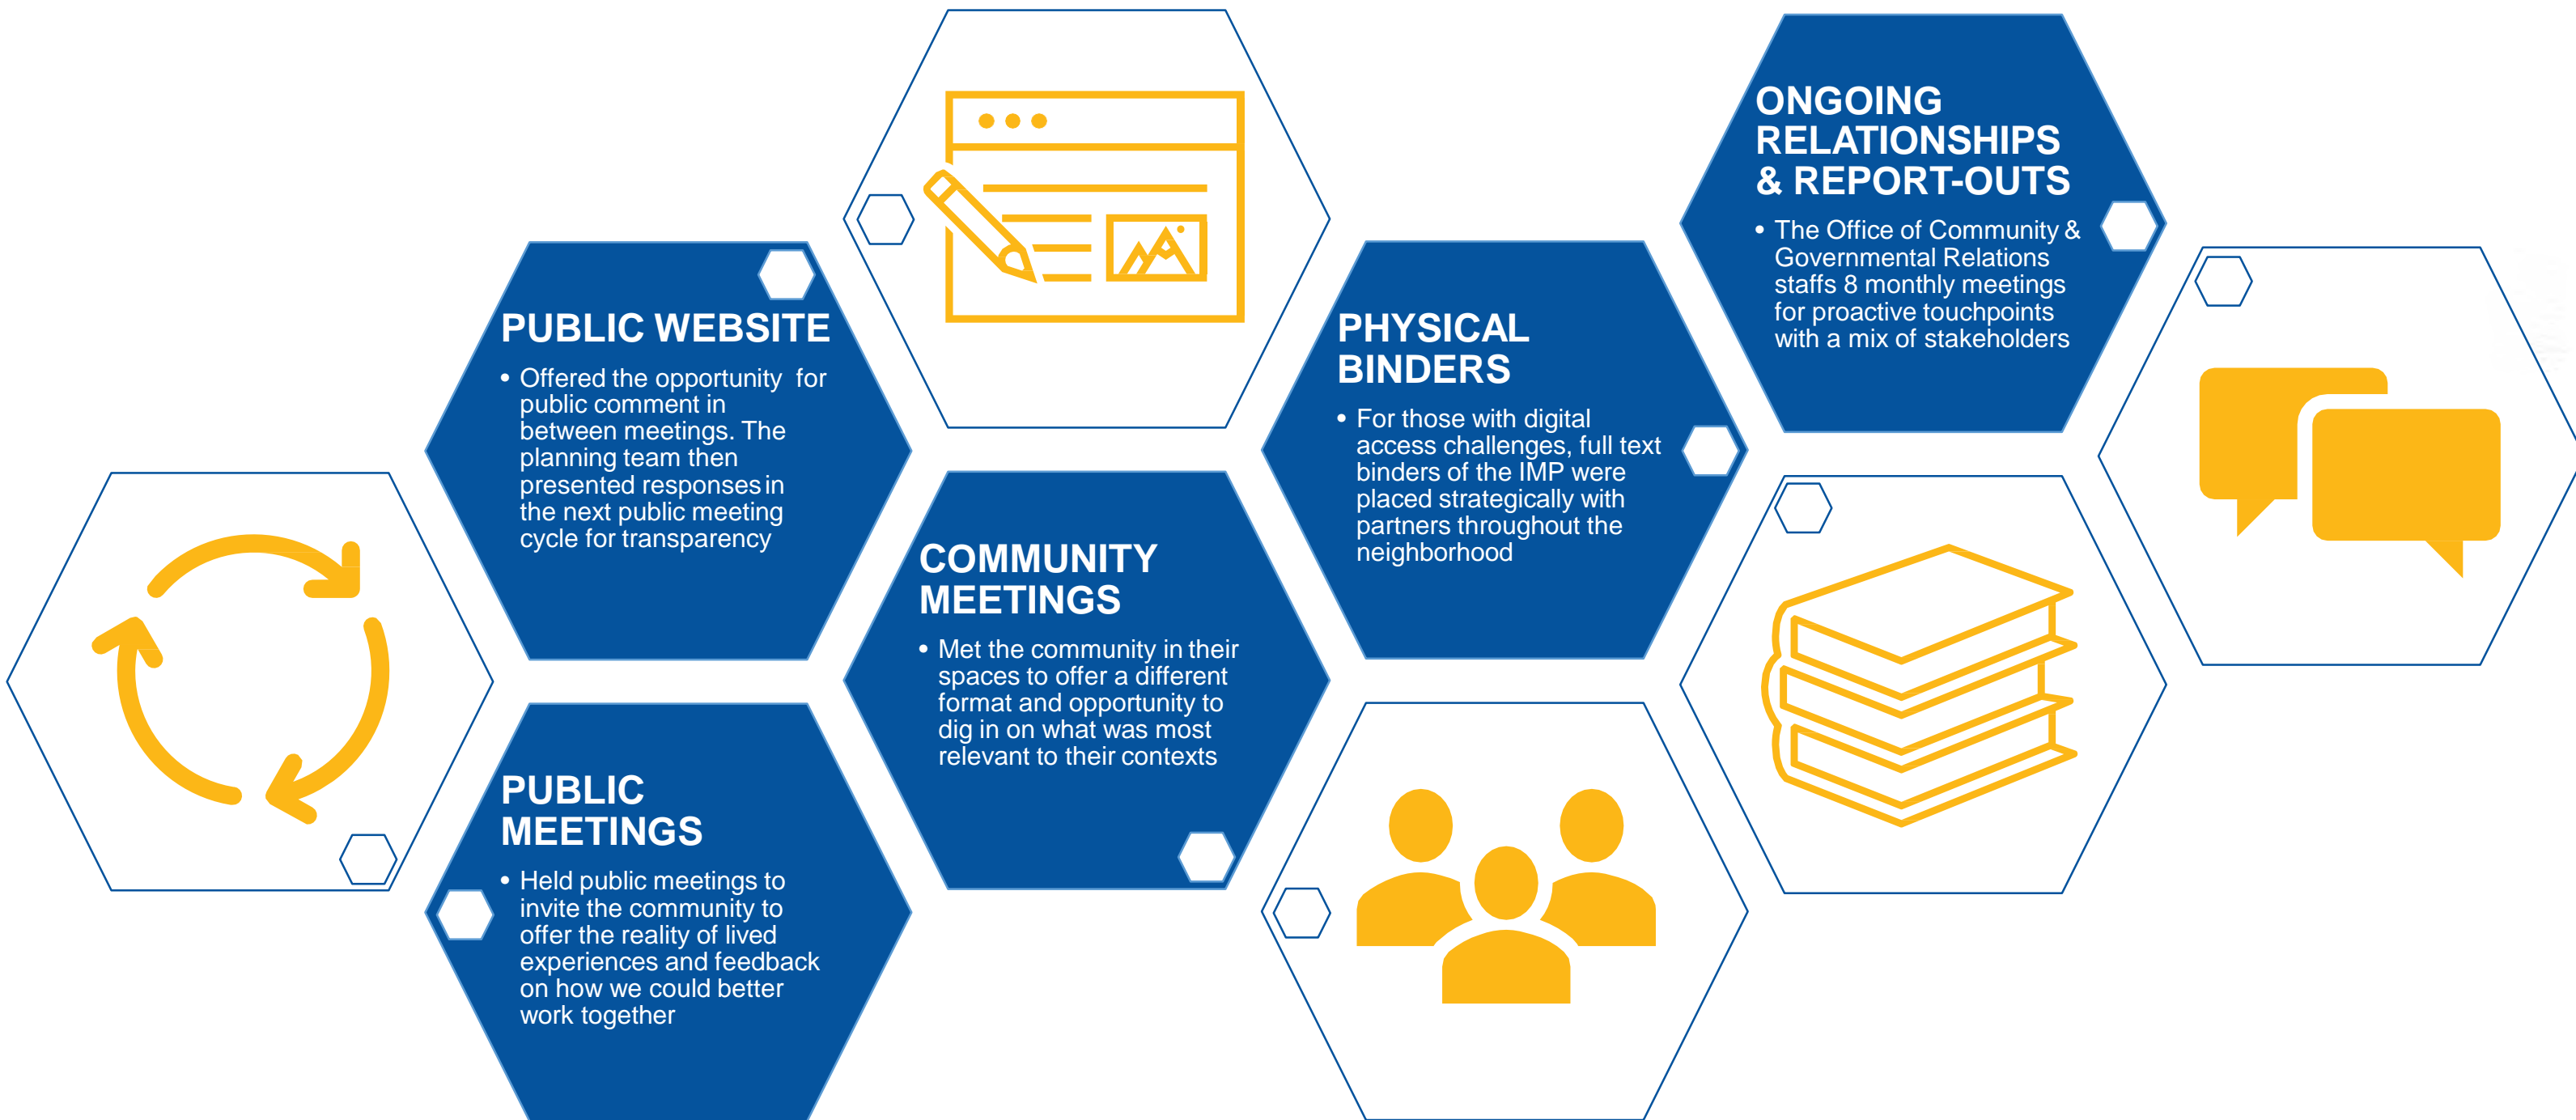 PUBLIC WEBSITE
• Offered the opportunity for
public comment in
between meetings. The
planning team then
presented responses in
the next public meeting
cycle for transparency
PUBLIC
MEETINGS
• Held public meetings to
invite the community to
offer the reality of lived
experiences and feedback
on how we could better
work together
COMMUNITY
MEETINGS
• Met the community in their
spaces to offer a different
format and opportunity to
dig in on what was most
relevant to their contexts
PHYSICAL
BINDERS
• For those with digital
access challenges, full text
binders of the IMP were
placed strategically with
partners throughout the
neighborhood
ONGOING
RELATIONSHIPS
& REPORT-OUTS
• The Office of Community &
Governmental Relations
staffs 8 monthly meetings
for proactive touchpoints
with a mix of stakeholders